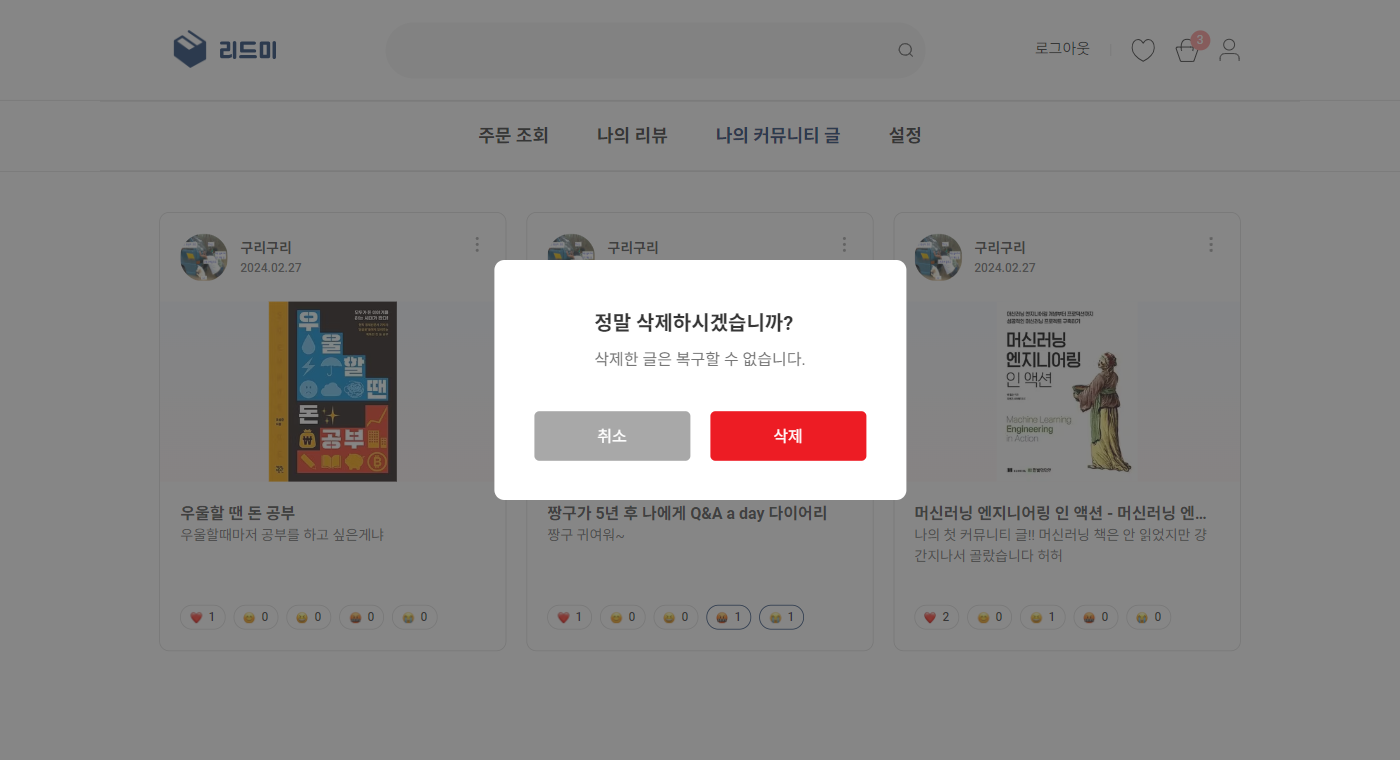 리드미
로그아웃
3
주문 조회
나의 리뷰
나의 커뮤니티 글
설정
구리구리
2024.02.27
구리구리
구리구리
2024.02.27
정말 삭제하시겠습니까?
삭제한 글은 복구할 수 없습니다.
취소
삭제
우울할
땐
돈
공부
머신러닝
엔지니어링
인 액션
Machine Learning
Engineering
in Action
우울할 땐 돈 공부
우울할때마저 공부를 하고 싶은게냐
짱구가 5년 후 나에게 Q&A a day 다이어리
짱구 귀여워~
머신러닝 엔지니어링 인 액션 - 머신러닝 엔...
나의 첫 커뮤니티 글!! 머신러닝 책은 안 읽었지만 걍
간지나서 골랐습니다 허허
1 0 0 0 0
1 0 0 1 1
2 0 1 0 0